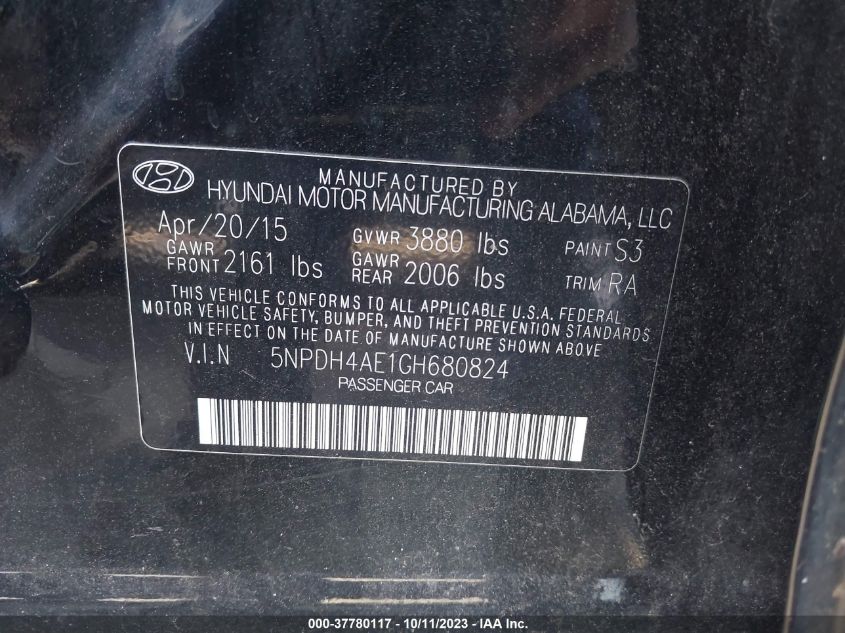 MANUFACTURED BY
HYUNDAI MOTOR MANUFACTURING ALABAMA, LLC
Apr/20/15 GVWR 3880 lbs PAINT S3
GAWR FRONT 2161 lbs GAWR REAR 2006 lbs TRIM RA
THIS VEHICLE CONFORMS TO ALL APPLICABLE U.S.A. FEDERAL
MOTOR VEHICLE SAFETY, BUMPER, AND THEFT PREVENTION STANDARDS
IN EFFECT ON THE DATE OF MANUFACTURE SHOWN ABOVE
V.I.N 5NPDH4AE1GH680824
PASSENGER CAR
000-37780117 - 10/11/2023 - IAA Inc.